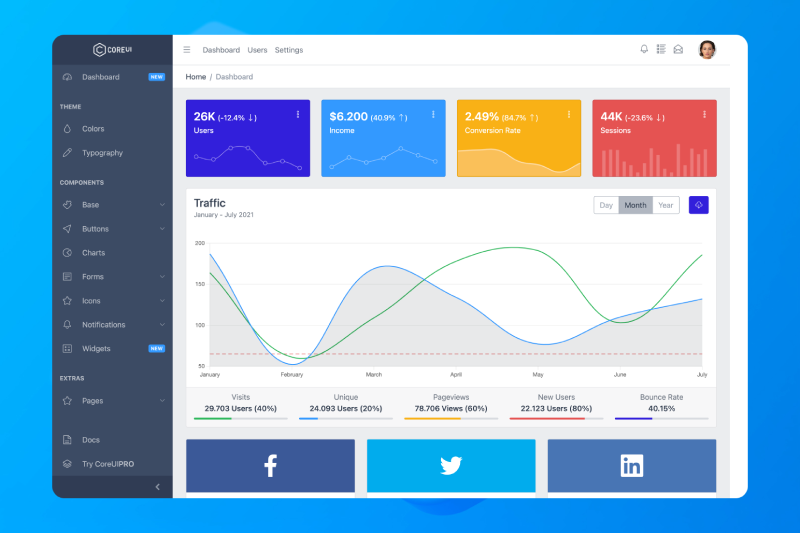 COREUI
Dashboard Users Settings
Dashboard NEW
Home / Dashboard
THEME
Colors
Typography
COMPONENTS
Base
Buttons
Charts
Forms
Icons
Notifications
Widgets NEW
EXTRAS
Pages
Docs
Try CoreUI PRO
26K (-12.4% ↓)
Users
$6.200 (40.9% ↑)
Income
2.49% (84.7% ↑)
Conversion Rate
44K (-23.6% ↓)
Sessions
Traffic
January - July 2021
Day Month Year
200
150
100
50
January February March April May June July
Visits
29.703 Users (40%)
Unique
24.093 Users (20%)
Pageviews
78.706 Views (60%)
New Users
22.123 Users (80%)
Bounce Rate
40.15%
f
in